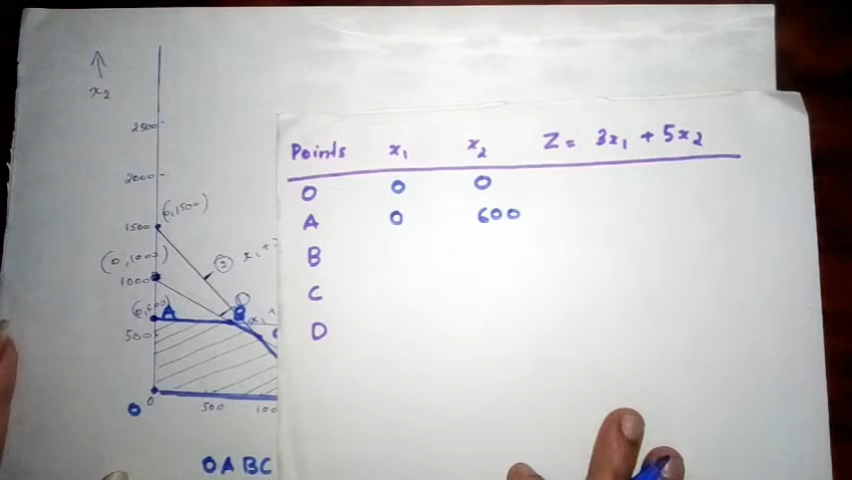 x₂
2500
2000
(0,1500)
1500
(0,1000)
1000
(0,600)
A
B
500
0
500
O
OABC
Points x₁ x₂ Z = 3x₁ + 5x₂
O 0 0
A 0 600
B
C
D